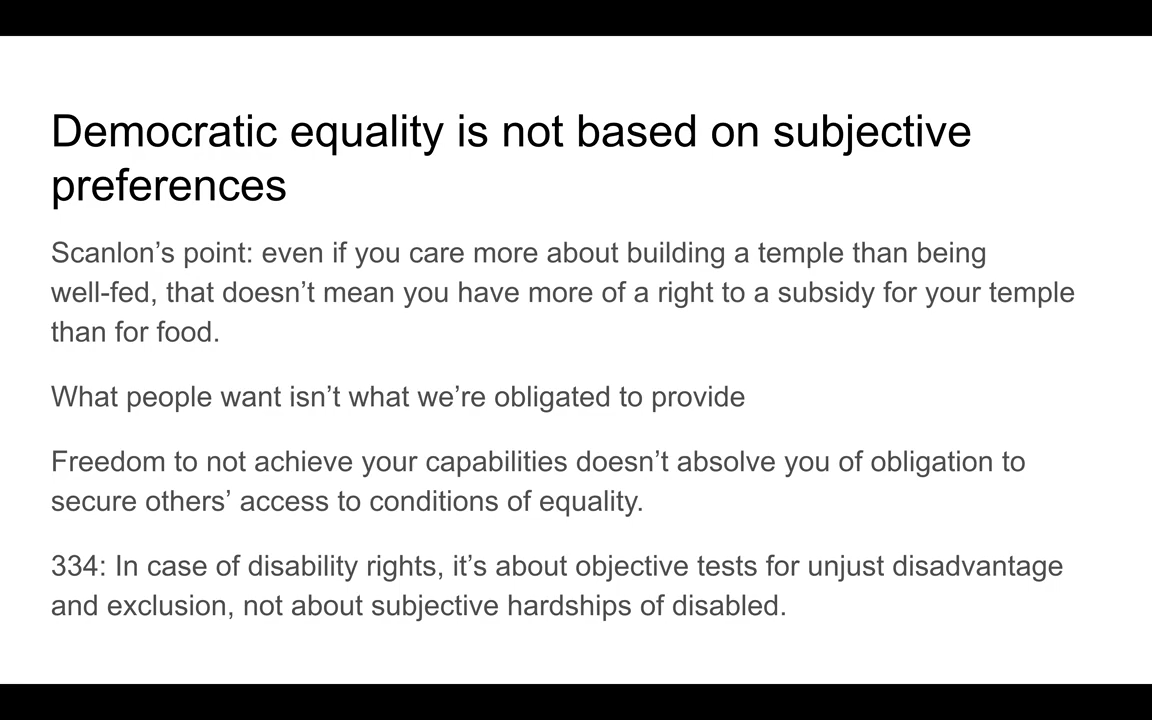 Democratic equality is not based on subjective
preferences
Scanlon’s point: even if you care more about building a temple than being
well-fed, that doesn’t mean you have more of a right to a subsidy for your temple
than for food.
What people want isn’t what we’re obligated to provide
Freedom to not achieve your capabilities doesn’t absolve you of obligation to
secure others’ access to conditions of equality.
334: In case of disability rights, it’s about objective tests for unjust disadvantage
and exclusion, not about subjective hardships of disabled.